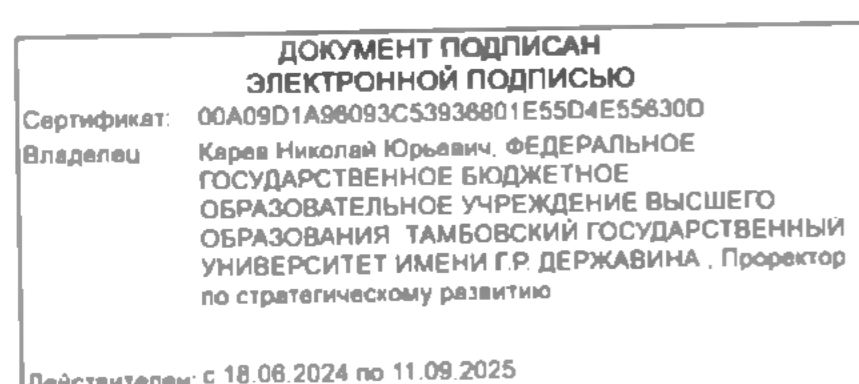 ДОКУМЕНТ ПОДПИСАН
ЭЛЕКТРОННОЙ ПОДПИСЬЮ
Сертификат: 00A09D1A96093C53936801E55D4E55630D
Владелец Карев Николай Юрьевич, ФЕДЕРАЛЬНОЕ
ГОСУДАРСТВЕННОЕ БЮДЖЕТНОЕ
ОБРАЗОВАТЕЛЬНОЕ УЧРЕЖДЕНИЕ ВЫСШЕГО
ОБРАЗОВАНИЯ ТАМБОВСКИЙ ГОСУДАРСТВЕННЫЙ
УНИВЕРСИТЕТ ИМЕНИ Г.Р. ДЕРЖАВИНА , Проректор
по стратегическому развитию
Действителен: с 18.06.2024 по 11.09.2025